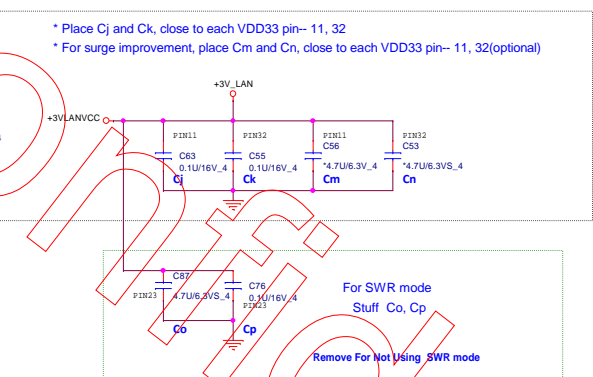 * Place Cj and Ck, close to each VDD33 pin-- 11, 32
* For surge improvement, place Cm and Cn, close to each VDD33 pin-- 11, 32(optional)
+3V_LAN
+3VLANVCC
PIN11 PIN32 PIN11 PIN32
C63 C55 C56 C53
0.1U/16V_4 0.1U/16V_4 *4.7U/6.3V_4 *4.7U/6.3VS_4
Cj Ck Cm Cn
C87 C76
PIN23 4.7U/6.3VS_4 0.1U/16V_4
PIN23
Co Cp
For SWR mode
Stuff Co, Cp
Remove For Not Using SWR mode